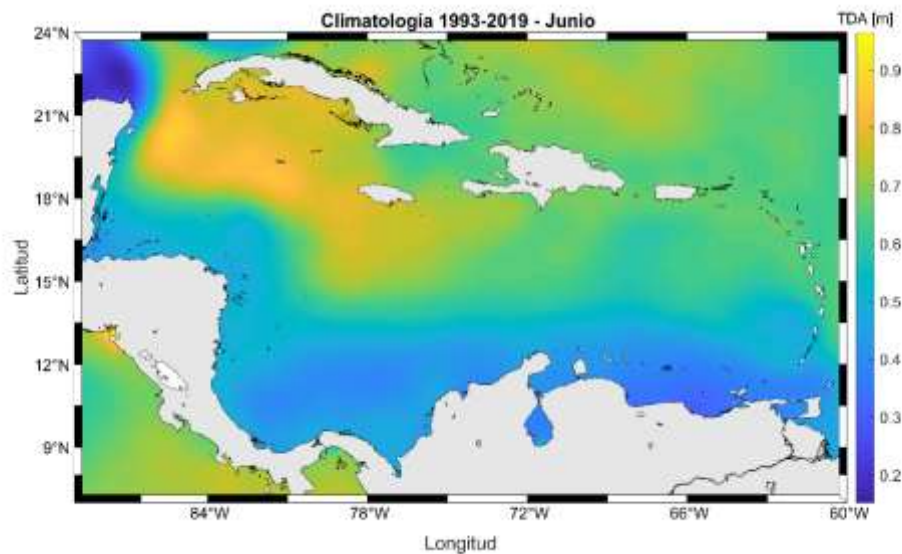 Climatología 1993-2019 - Junio
TDA [m]
24°N
21°N
18°N
15°N
12°N
9°N
Latitud
84°W
78°W
72°W
66°W
60°W
Longitud
0.9
0.8
0.7
0.6
0.5
0.4
0.3
0.2